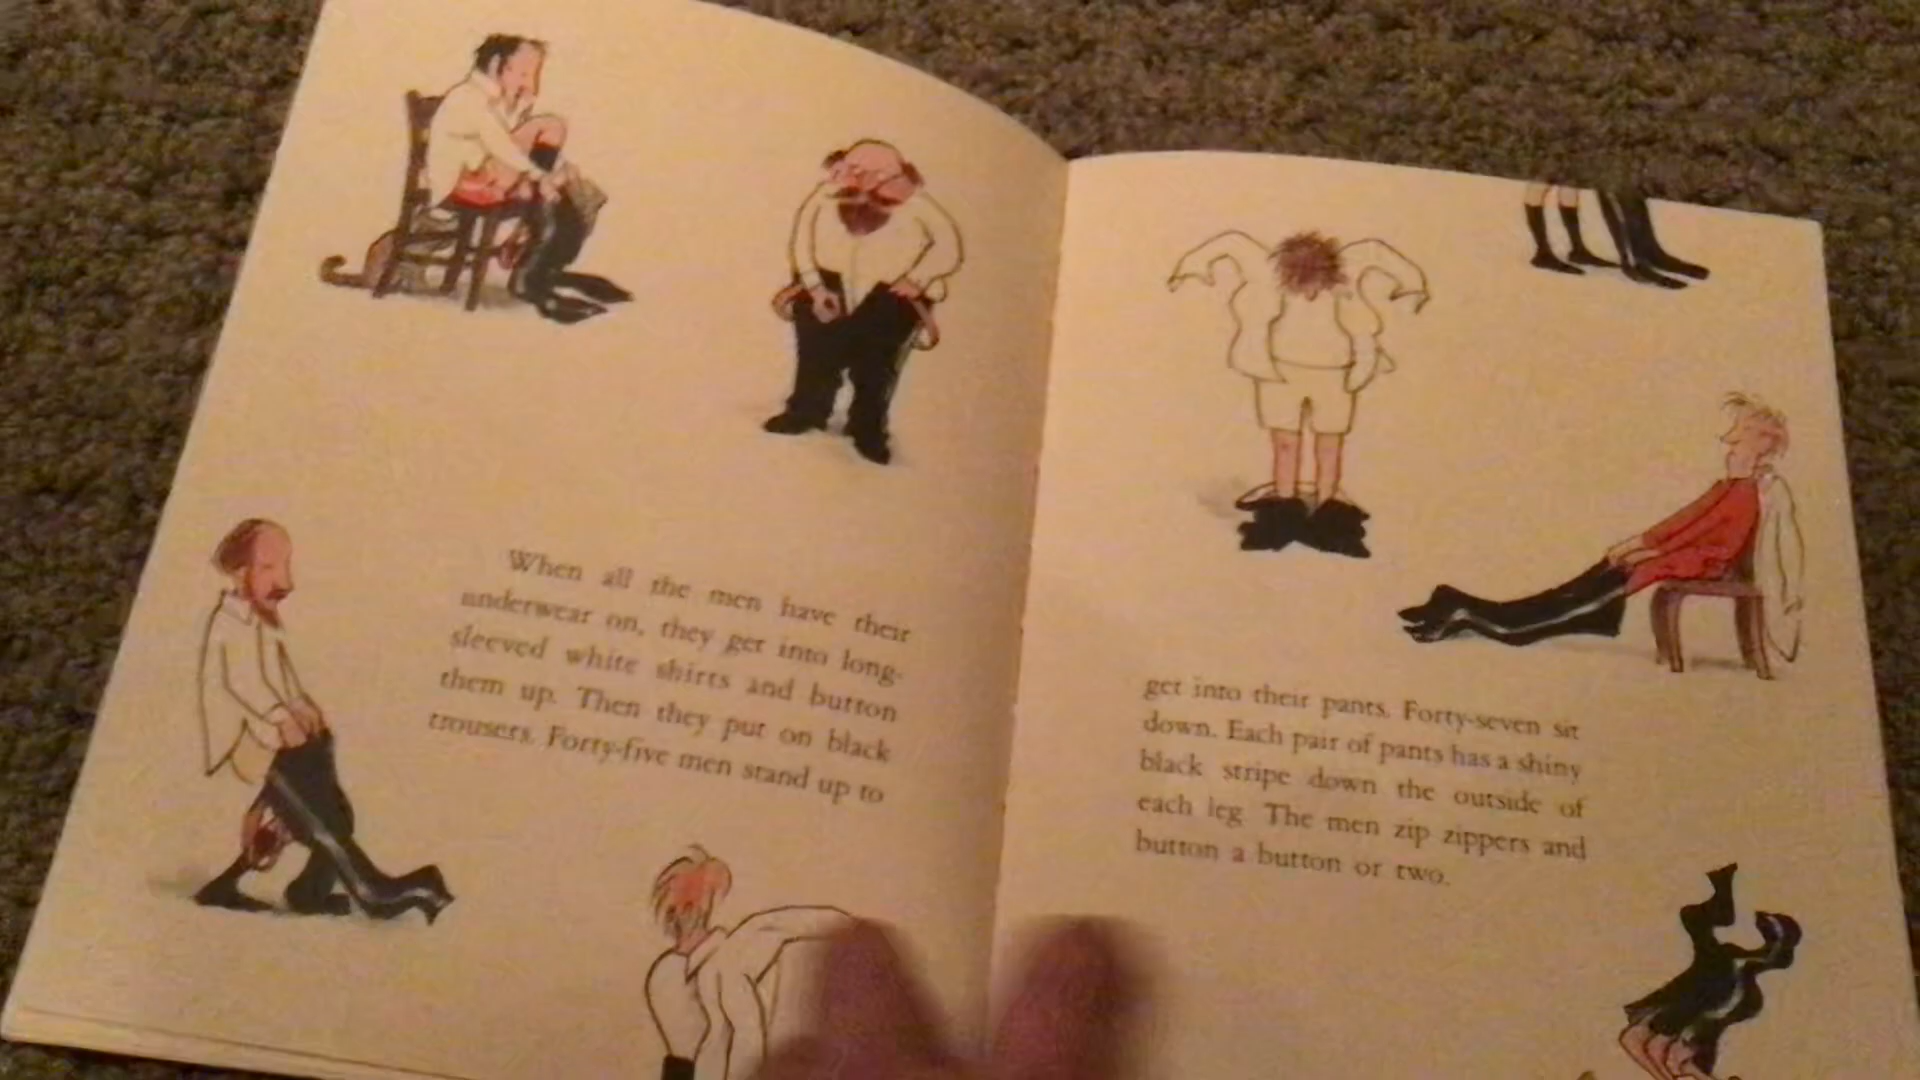 When all the men have their
underwear on, they get into long-
sleeved white shirts and button
them up. Then they put on black
trousers. Forty-five men stand up to
get into their pants. Forty-seven sit
down. Each pair of pants has a shiny
black stripe down the outside of
each leg. The men zip zippers and
button a button or two.